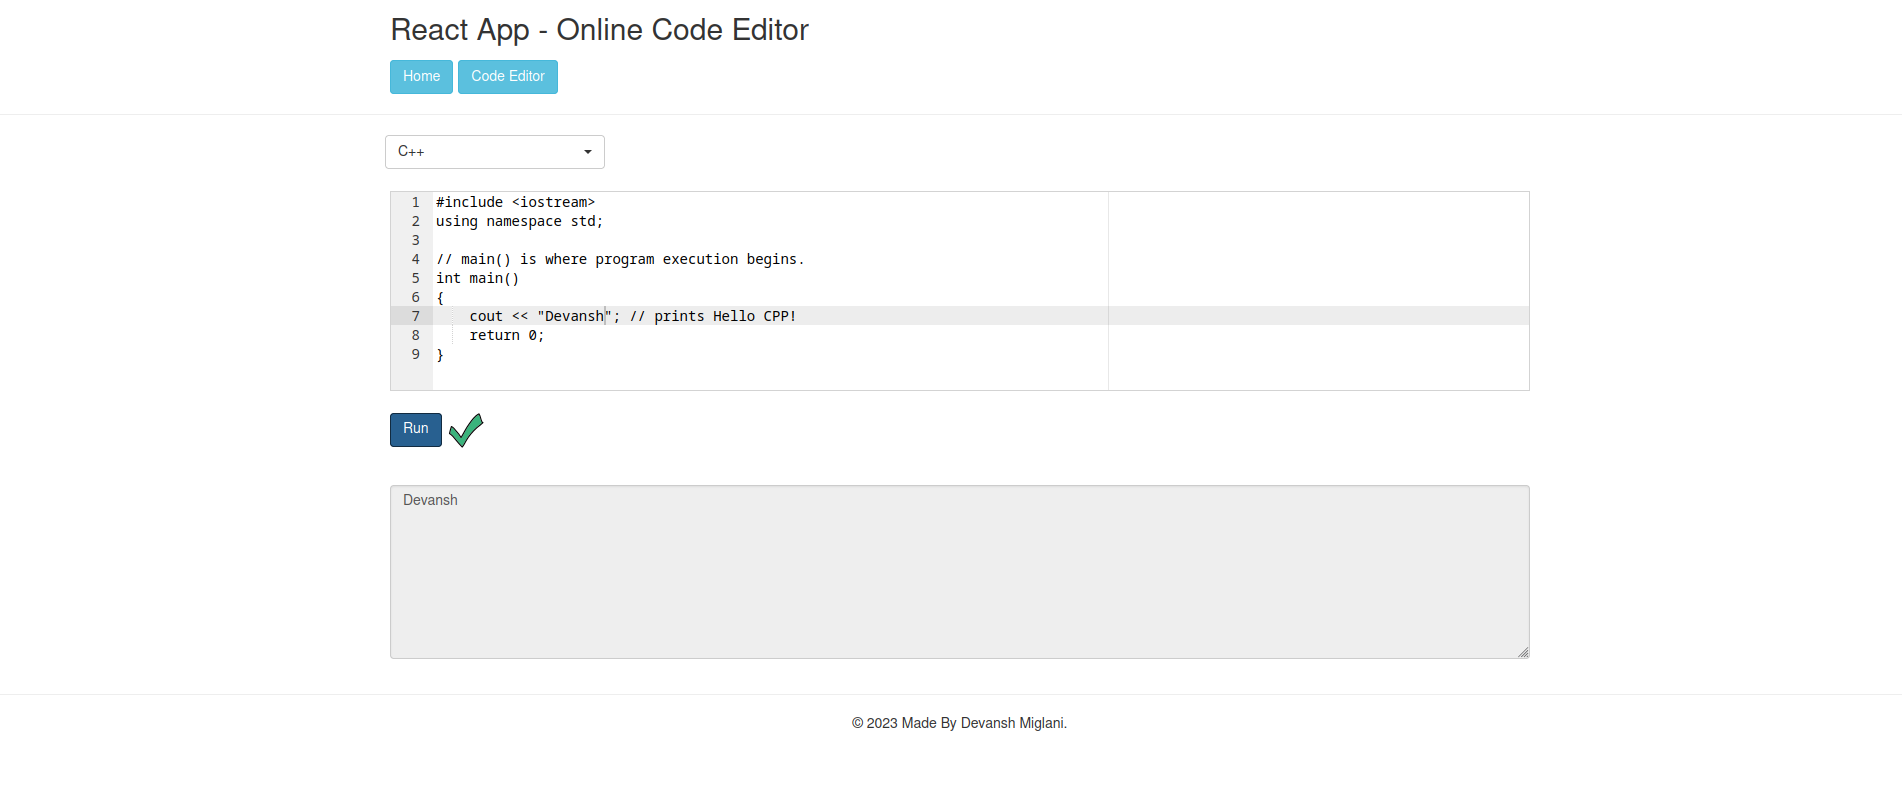 React App - Online Code Editor
Home Code Editor
C++
1 #include <iostream>
2 using namespace std;
3
4 // main() is where program execution begins.
5 int main()
6 {
7     cout << "Devansh"; // prints Hello CPP!
8     return 0;
9 }
Run
Devansh
© 2023 Made By Devansh Miglani.